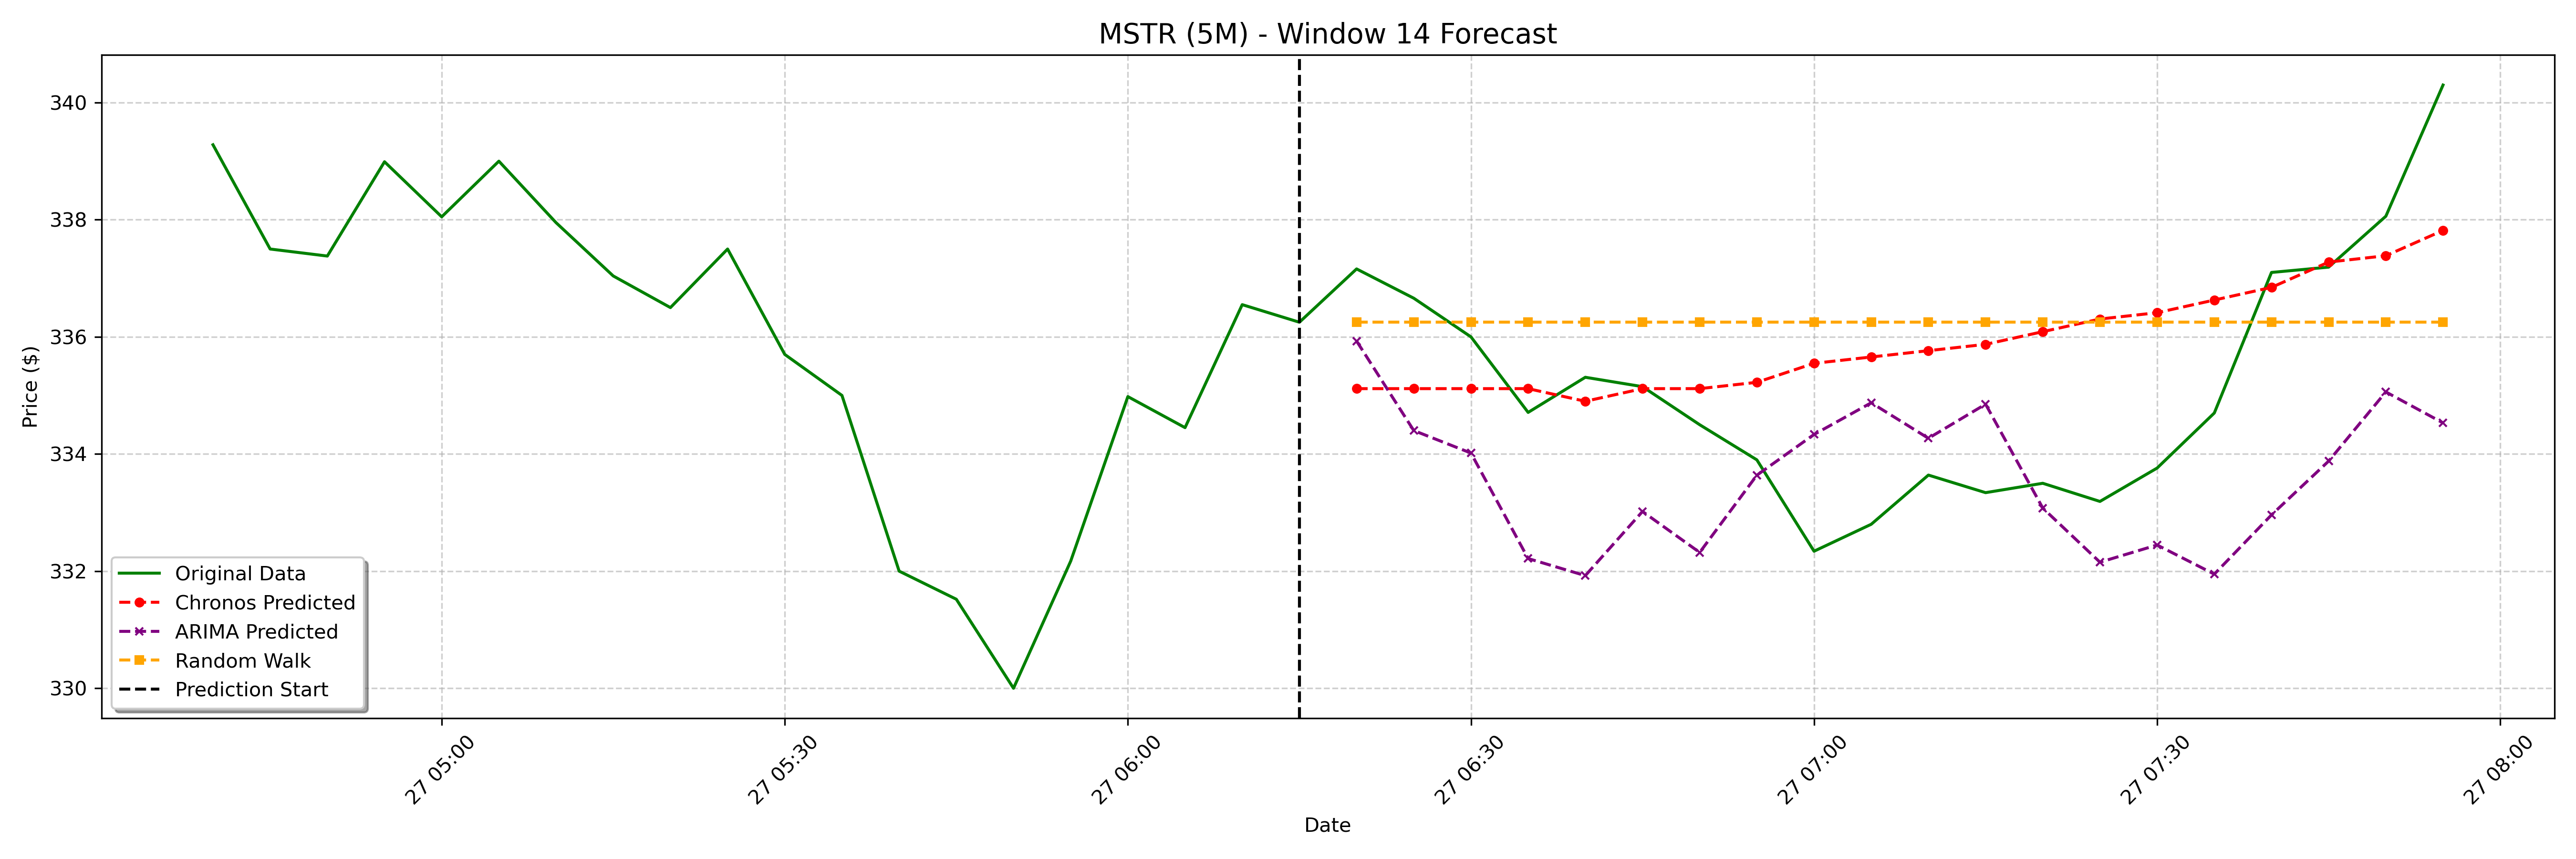 MSTR (5M) - Window 14 Forecast
Price ($)
340
338
336
334
332
330
Original Data
Chronos Predicted
ARIMA Predicted
Random Walk
Prediction Start
27 05:00
27 05:30
27 06:00
27 06:30
27 07:00
27 07:30
27 08:00
Date